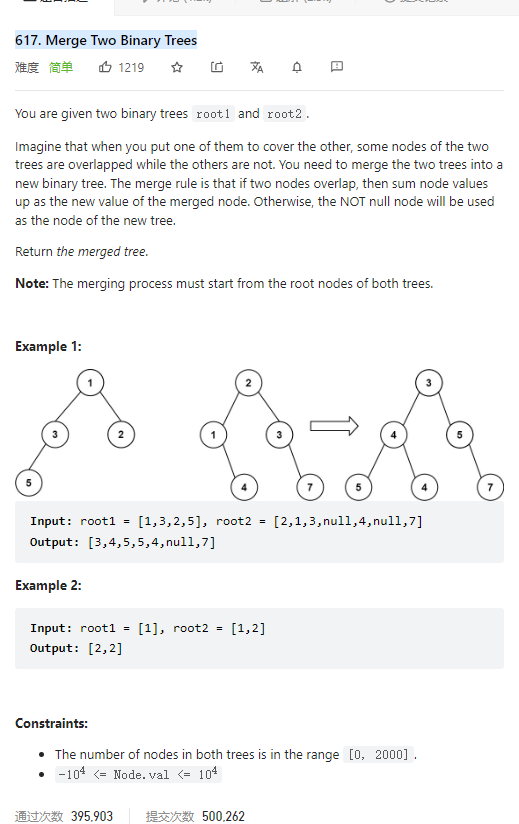 617. Merge Two Binary Trees
难度 简单 1219
You are given two binary trees root1 and root2.
Imagine that when you put one of them to cover the other, some nodes of the two
trees are overlapped while the others are not. You need to merge the two trees into a
new binary tree. The merge rule is that if two nodes overlap, then sum node values
up as the new value of the merged node. Otherwise, the NOT null node will be used
as the node of the new tree.
Return the merged tree.
Note: The merging process must start from the root nodes of both trees.
Example 1:
1 2 3
3 2 1 3 4 5
5 4 7 5 4 7
Input: root1 = [1,3,2,5], root2 = [2,1,3,null,4,null,7]
Output: [3,4,5,5,4,null,7]
Example 2:
Input: root1 = [1], root2 = [1,2]
Output: [2,2]
Constraints:
• The number of nodes in both trees is in the range [0, 2000].
• -10⁴ <= Node.val <= 10⁴
通过次数 395,903 提交次数 500,262